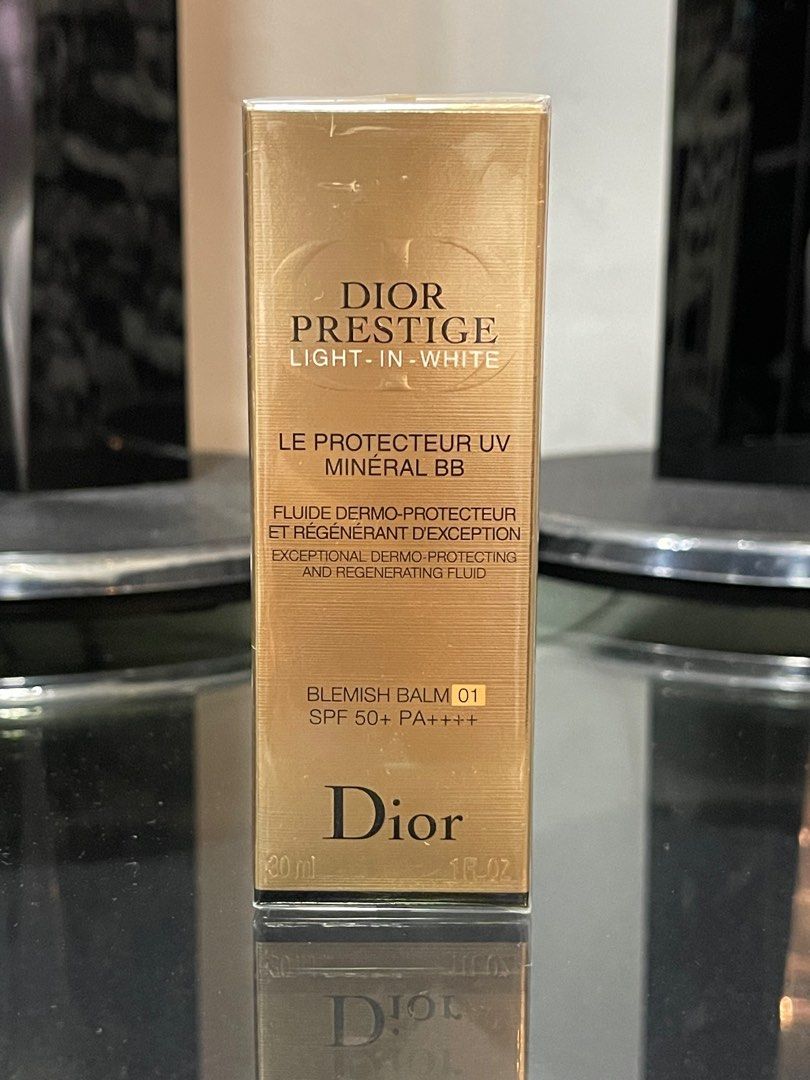 DIOR
PRESTIGE
LIGHT-IN-WHITE
LE PROTECTEUR UV
MINÉRAL BB
FLUIDE DERMO-PROTECTEUR
ET RÉGÉNÉRANT D'EXCEPTION
EXCEPTIONAL DERMO-PROTECTING
AND REGENERATING FLUID
BLEMISH BALM 01
SPF 50+ PA++++
Dior
30 ml 1 FL·OZ